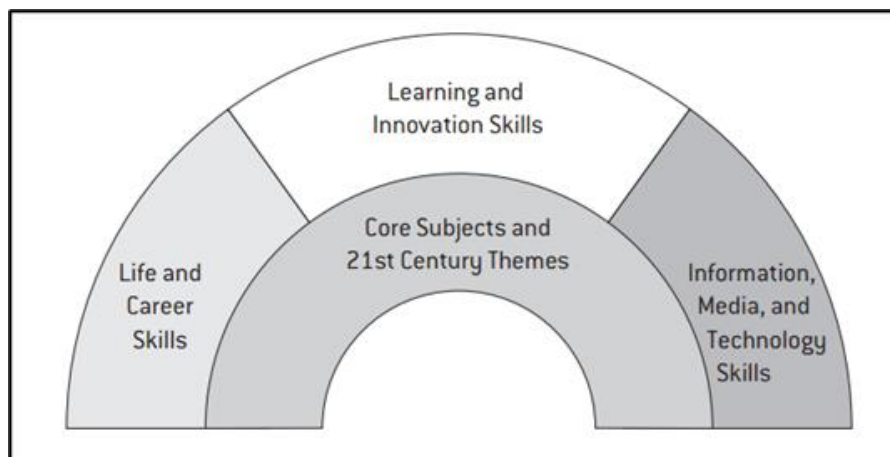 Learning and
Innovation Skills
Core Subjects and
21st Century Themes
Life and
Career
Skills
Information,
Media, and
Technology
Skills